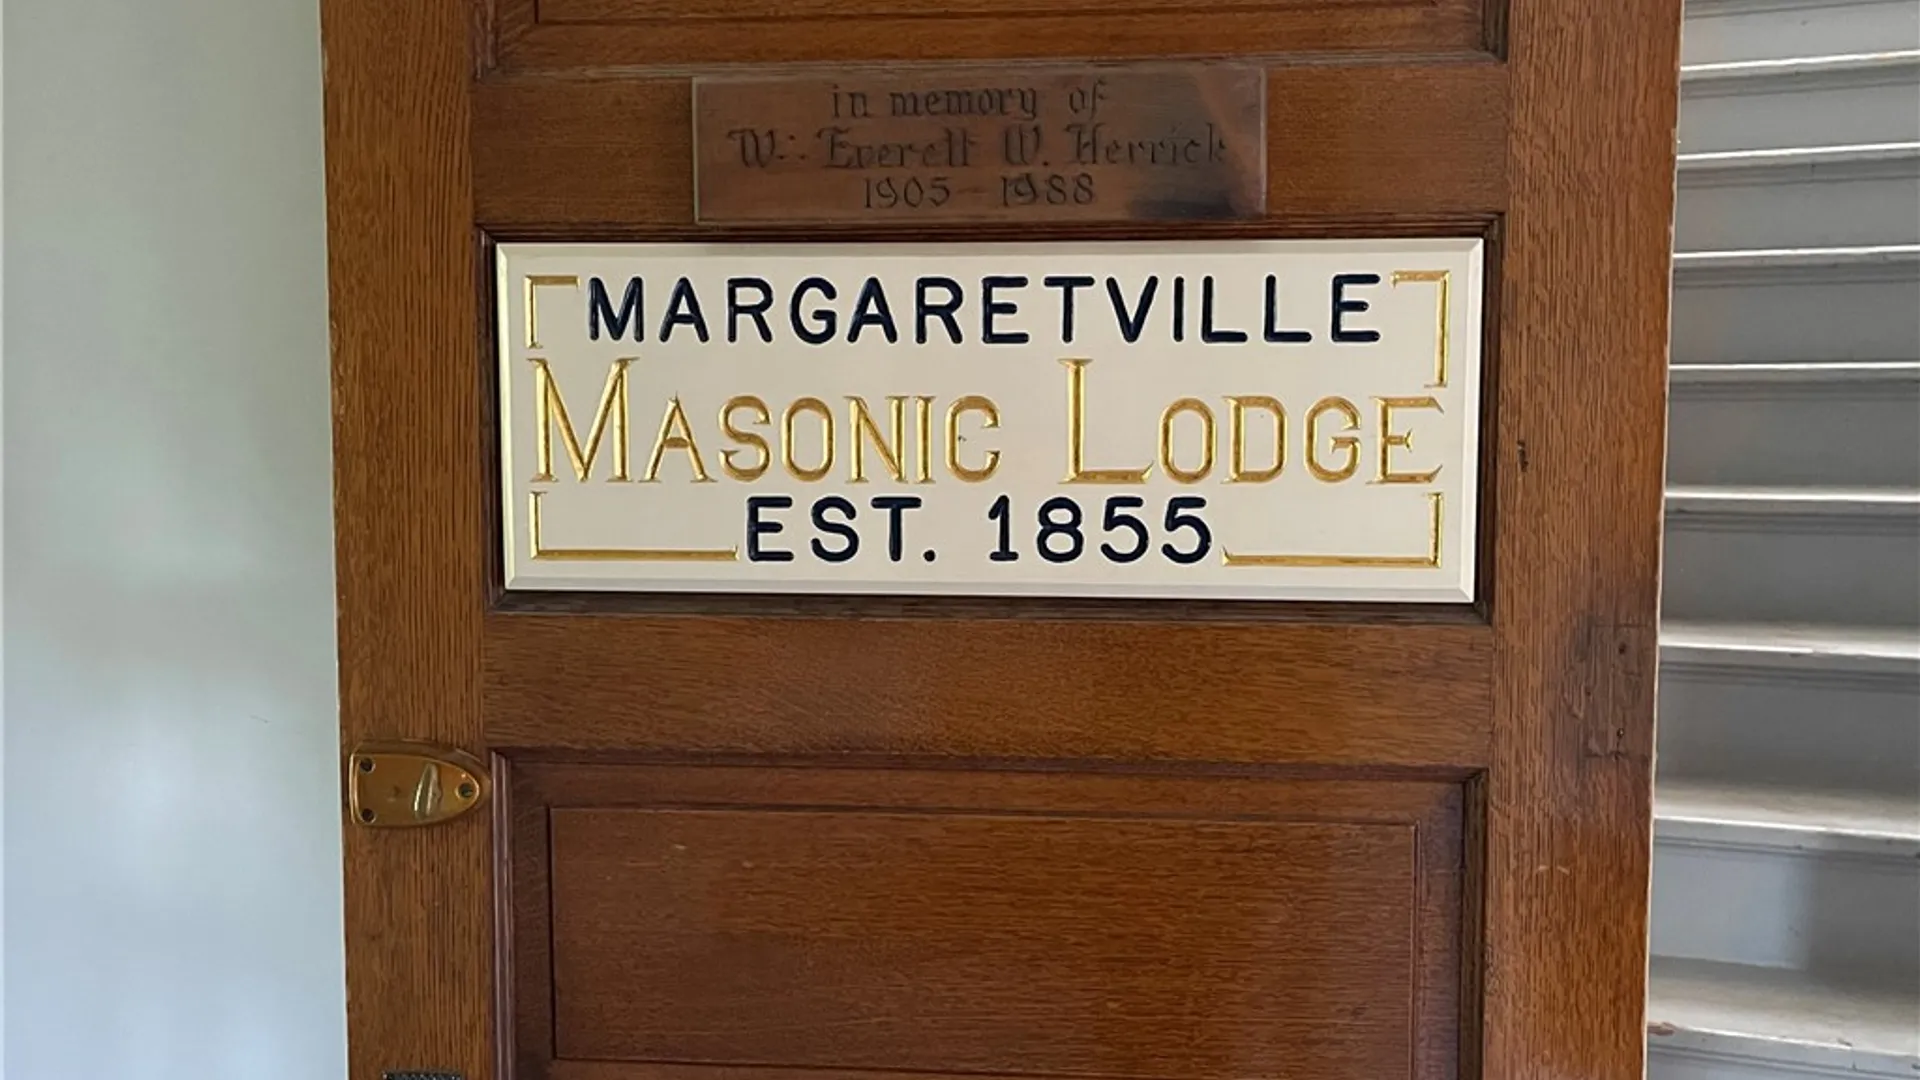 in memory of
W∴ Everett W. Herrick
1905 – 1988
MARGARETVILLE
MASONIC LODGE
EST. 1855